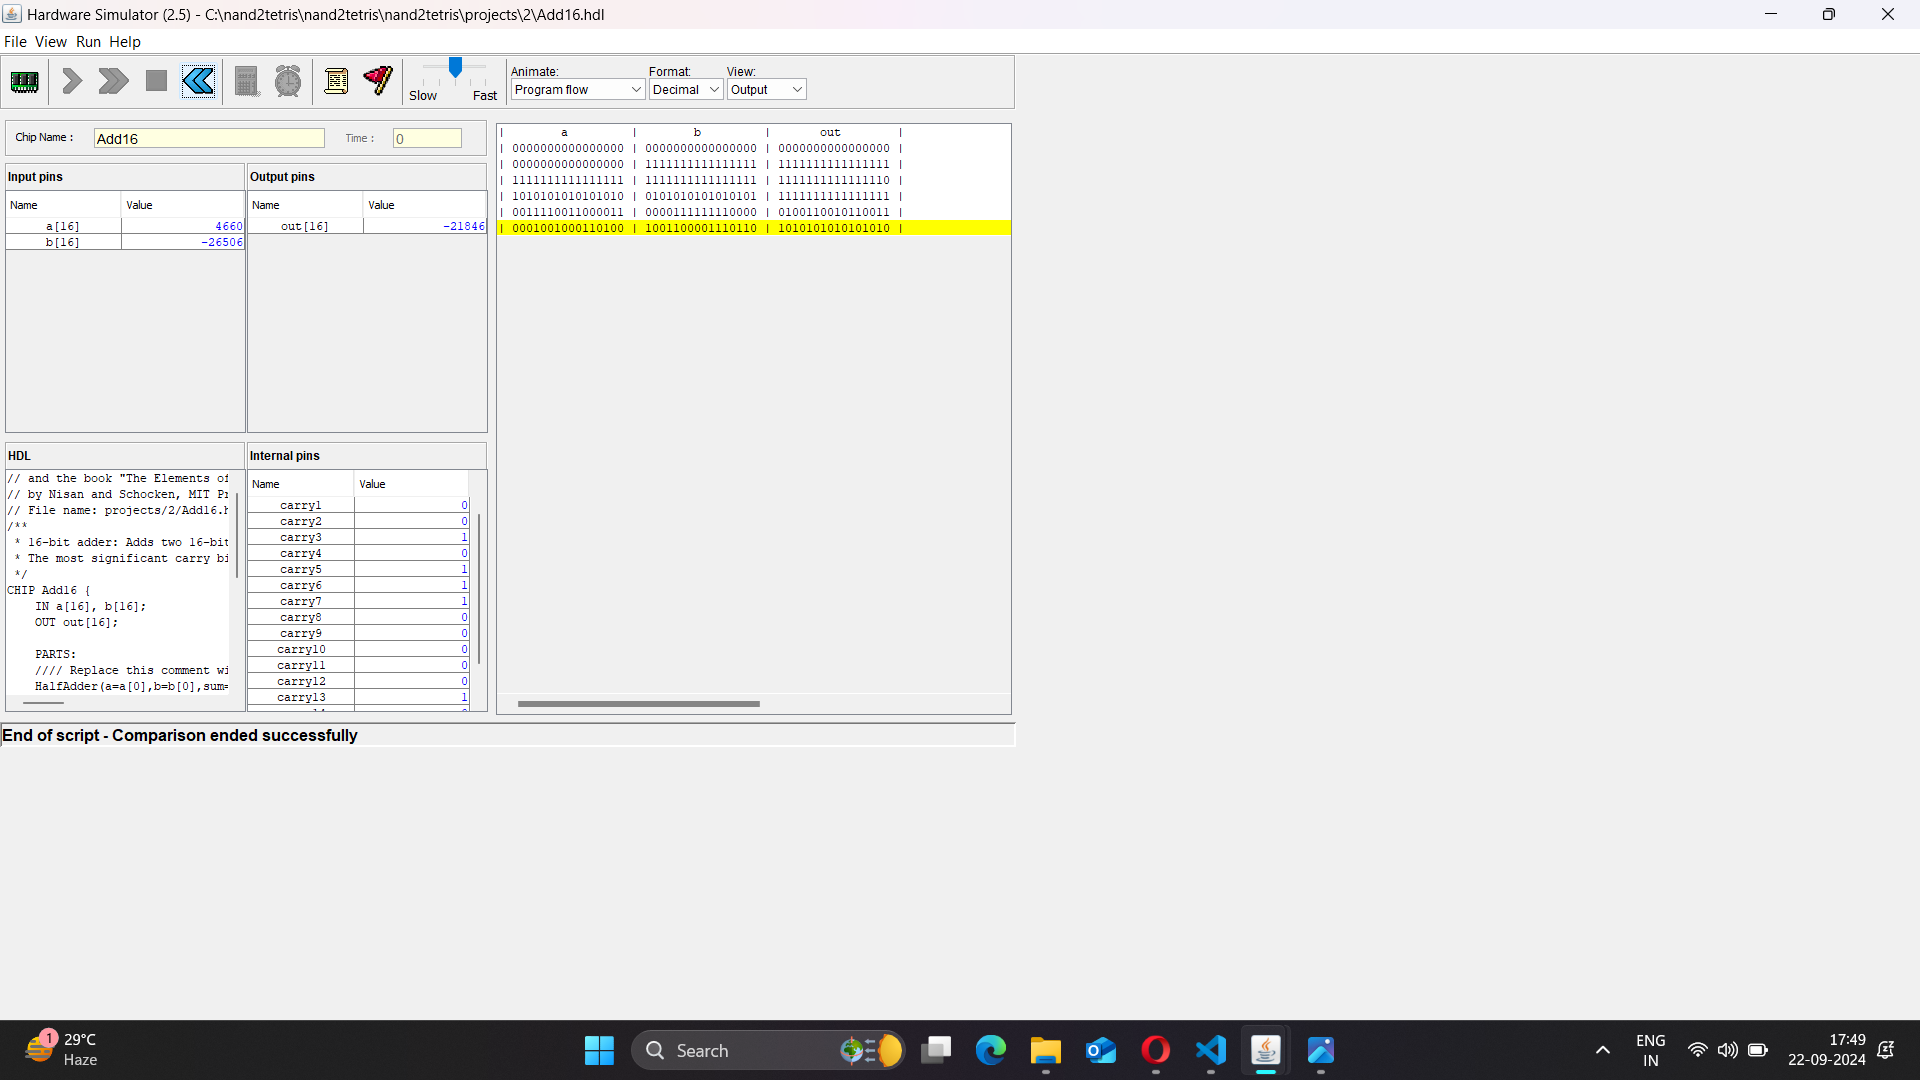 Hardware Simulator (2.5) - C:\nand2tetris\nand2tetris\nand2tetris\projects\2\Add16.hdl
File View Run Help
Animate: Format: View:
Slow Fast Program flow Decimal Output
Chip Name : Add16 Time : 0
Input pins
Name Value
a[16] 4660
b[16] -26506
Output pins
Name Value
out[16] -21846
| a | b | out |
| 0000000000000000 | 0000000000000000 | 0000000000000000 |
| 0000000000000000 | 1111111111111111 | 1111111111111111 |
| 1111111111111111 | 1111111111111111 | 1111111111111110 |
| 1010101010101010 | 0101010101010101 | 1111111111111111 |
| 0011110011000011 | 0000111111110000 | 0100110010110011 |
| 0001001000110100 | 1001100001110110 | 1010101010101010 |
HDL
// and the book "The Elements of
// by Nisan and Schocken, MIT Pr
// File name: projects/2/Add16.h
/**
* 16-bit adder: Adds two 16-bit
* The most significant carry bi
*/
CHIP Add16 {
IN a[16], b[16];
OUT out[16];
PARTS:
//// Replace this comment wi
HalfAdder(a=a[0],b=b[0],sum=
Internal pins
Name Value
carry1 0
carry2 0
carry3 1
carry4 0
carry5 1
carry6 1
carry7 1
carry8 0
carry9 0
carry10 0
carry11 0
carry12 0
carry13 1
End of script - Comparison ended successfully
1
29°C
Haze
Search
ENG
IN
17:49
22-09-2024